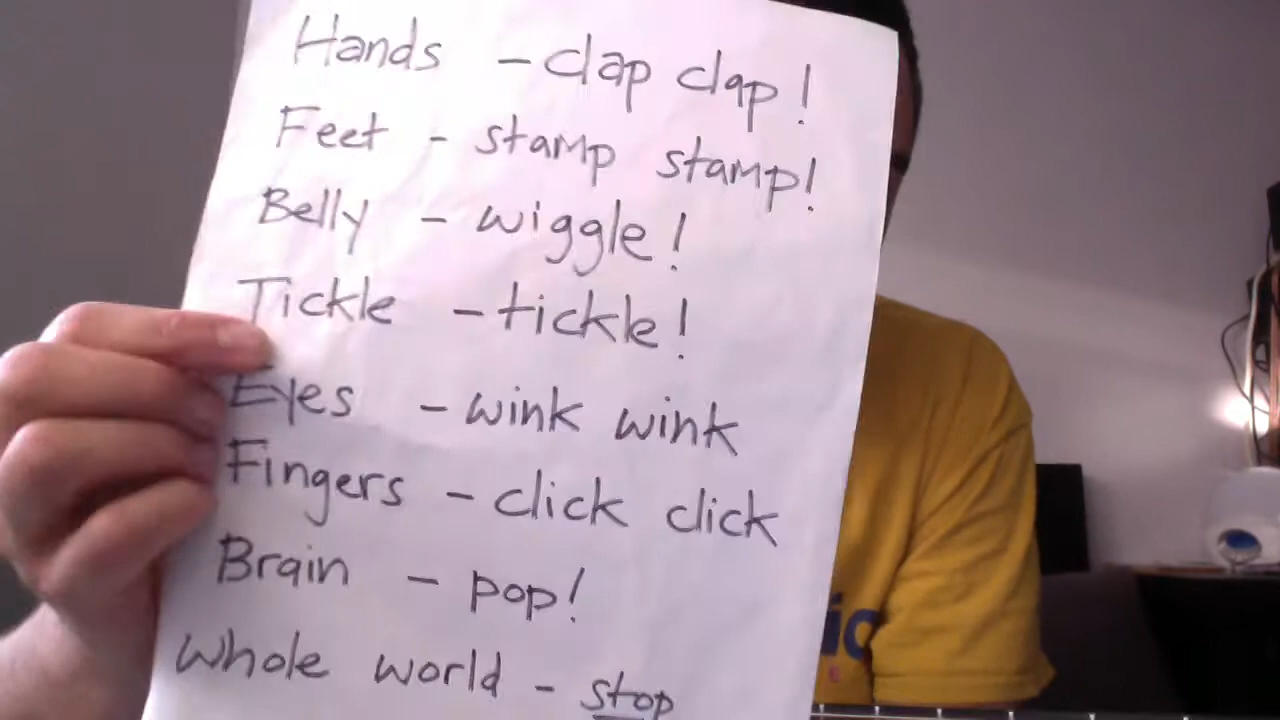 Hands - clap clap!
Feet - stamp stamp!
Belly - wiggle!
Tickle - tickle!
Eyes - wink wink
Fingers - click click
Brain - pop!
Whole world - stop